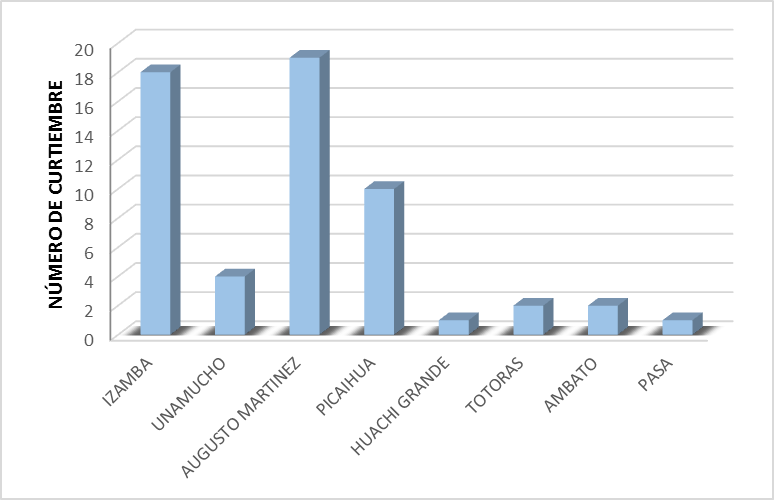 NÚMERO DE CURTIEMBRE
20
18
16
14
12
10
8
6
4
2
0
IZAMBA
UNAMUCHO
AUGUSTO MARTINEZ
PICAIHUA
HUACHI GRANDE
TOTORAS
AMBATO
PASA